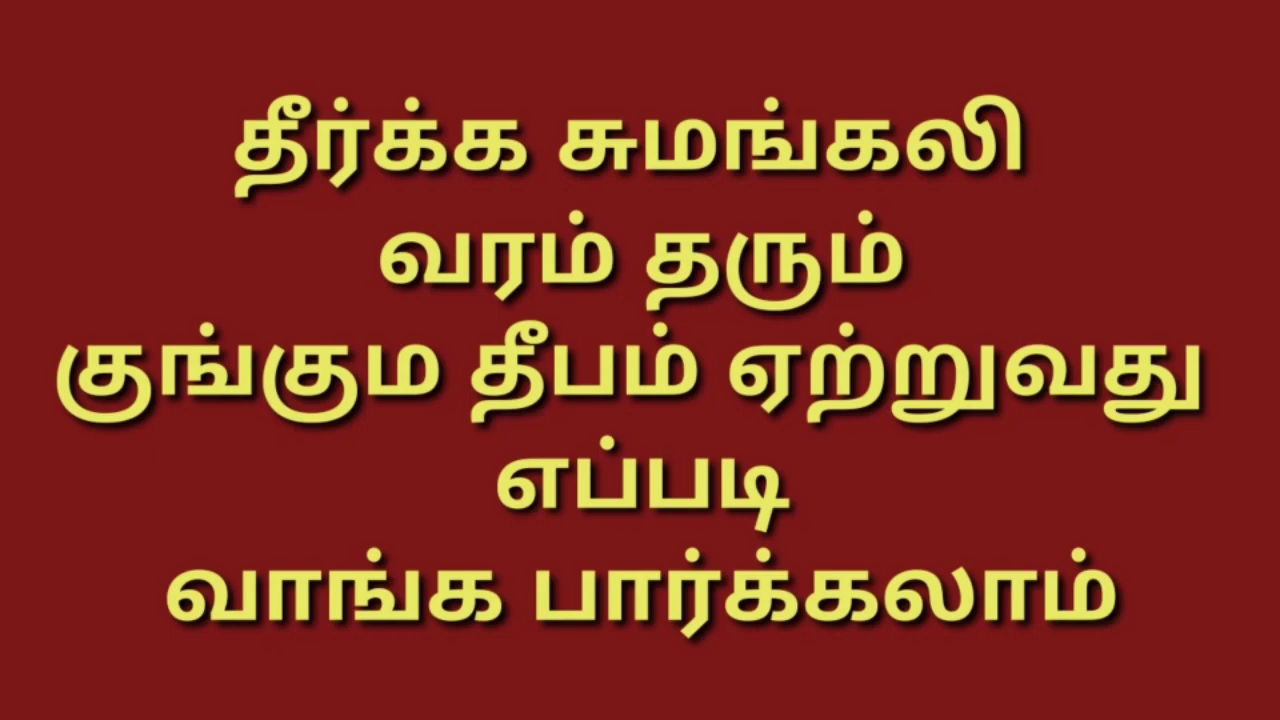 தீர்க்க சுமங்கலி
வரம் தரும்
குங்கும தீபம் ஏற்றுவது
எப்படி
வாங்க பார்க்கலாம்